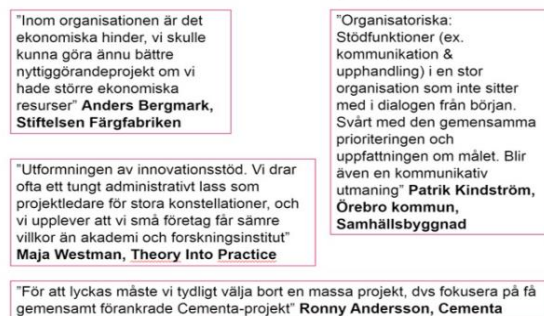 "Inom organisationen är det
ekonomiska hinder, vi skulle
kunna göra ännu bättre
nyttiggörandeprojekt om vi
hade större ekonomiska
resurser" Anders Bergmark,
Stiftelsen Färgfabriken
"Organisatoriska:
Stödfunktioner (ex.
kommunikation &
upphandling) i en stor
organisation som inte sitter
med i dialogen från början.
Svårt med den gemensamma
prioriteringen och
uppfattningen om målet. Blir
även en kommunikativ
utmaning" Patrik Kindström,
Örebro kommun,
Samhällsbyggnad
"Utformningen av innovationsstöd. Vi drar
ofta ett tungt administrativt lass som
projektledare för stora konstellationer, och
vi upplever att vi små företag får sämre
villkor än akademi och forskningsinstitut"
Maja Westman, Theory Into Practice
"För att lyckas måste vi tydligt välja bort en massa projekt, dvs fokusera på få
gemensamt förankrade Cementa-projekt" Ronny Andersson, Cementa